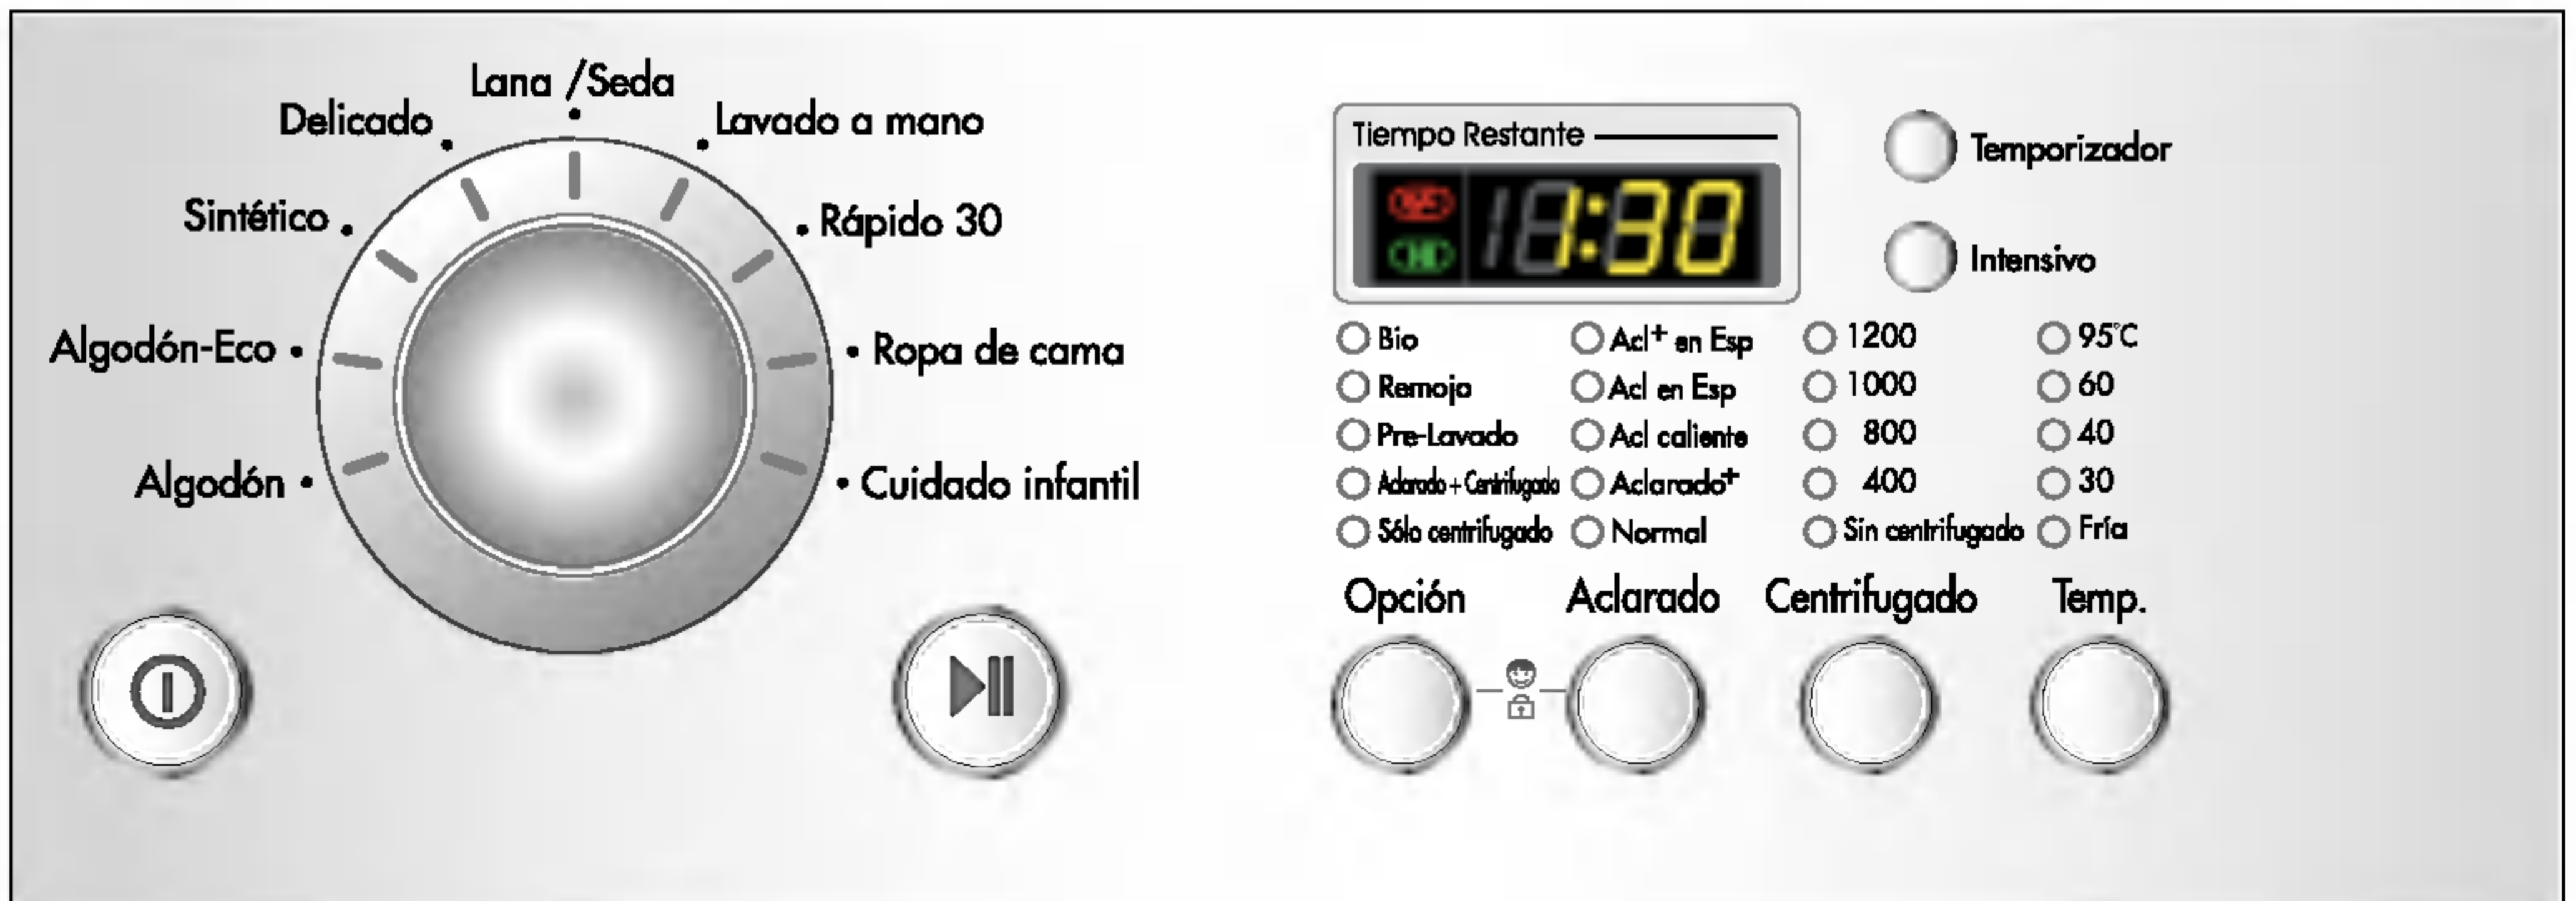 Lana /Seda
Delicado
Lavado a mano
Sintético
Rápido 30
Algodón-Eco
Ropa de cama
Algodón
Cuidado infantil
Tiempo Restante
1:30
Temporizador
Intensivo
Bio
Remojo
Pre-Lavado
Aclarado + Centrifugado
Sólo centrifugado
Opción
Acl+ en Esp
Acl en Esp
Acl caliente
Aclarado+
Normal
Aclarado
1200
1000
800
400
Sin centrifugado
Centrifugado
95°C
60
40
30
Fría
Temp.